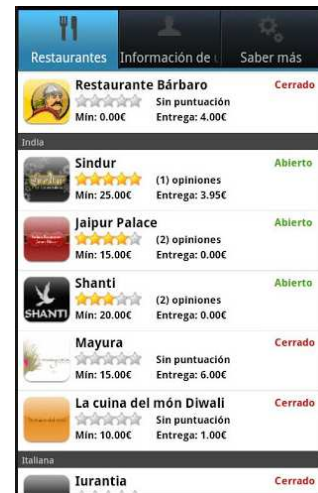 Restaurantes Información de u Saber más
Restaurante Bárbaro Cerrado
Sin puntuación
Mín: 0.00€ Entrega: 4.00€
India
Sindur Abierto
(1) opiniones
Mín: 25.00€ Entrega: 3.95€
Jaipur Palace Abierto
(2) opiniones
Mín: 15.00€ Entrega: 0.00€
Shanti Abierto
(2) opiniones
SHANTI Mín: 20.00€ Entrega: 0.00€
Mayura Cerrado
Sin puntuación
Mín: 15.00€ Entrega: 6.00€
La cuina del món Diwali Cerrado
Sin puntuación
Mín: 10.00€ Entrega: 1.00€
Italiana
Iurantia Cerrado